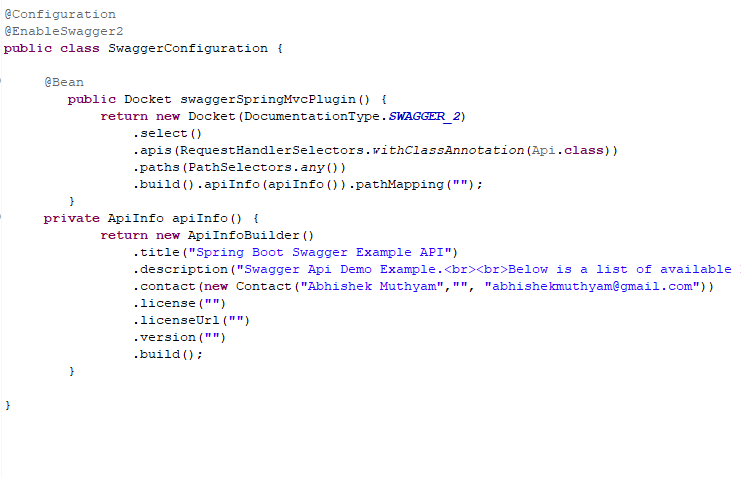 @Configuration
@EnableSwagger2
public class SwaggerConfiguration {
@Bean
public Docket swaggerSpringMvcPlugin() {
return new Docket(DocumentationType.SWAGGER_2)
.select()
.apis(RequestHandlerSelectors.withClassAnnotation(Api.class))
.paths(PathSelectors.any())
.build().apiInfo(apiInfo()).pathMapping("");
}
private ApiInfo apiInfo() {
return new ApiInfoBuilder()
.title("Spring Boot Swagger Example API")
.description("Swagger Api Demo Example.<br><br>Below is a list of available
.contact(new Contact("Abhishek Muthyam","", "abhishekmuthyam@gmail.com"))
.license("")
.licenseUrl("")
.version("")
.build();
}
}